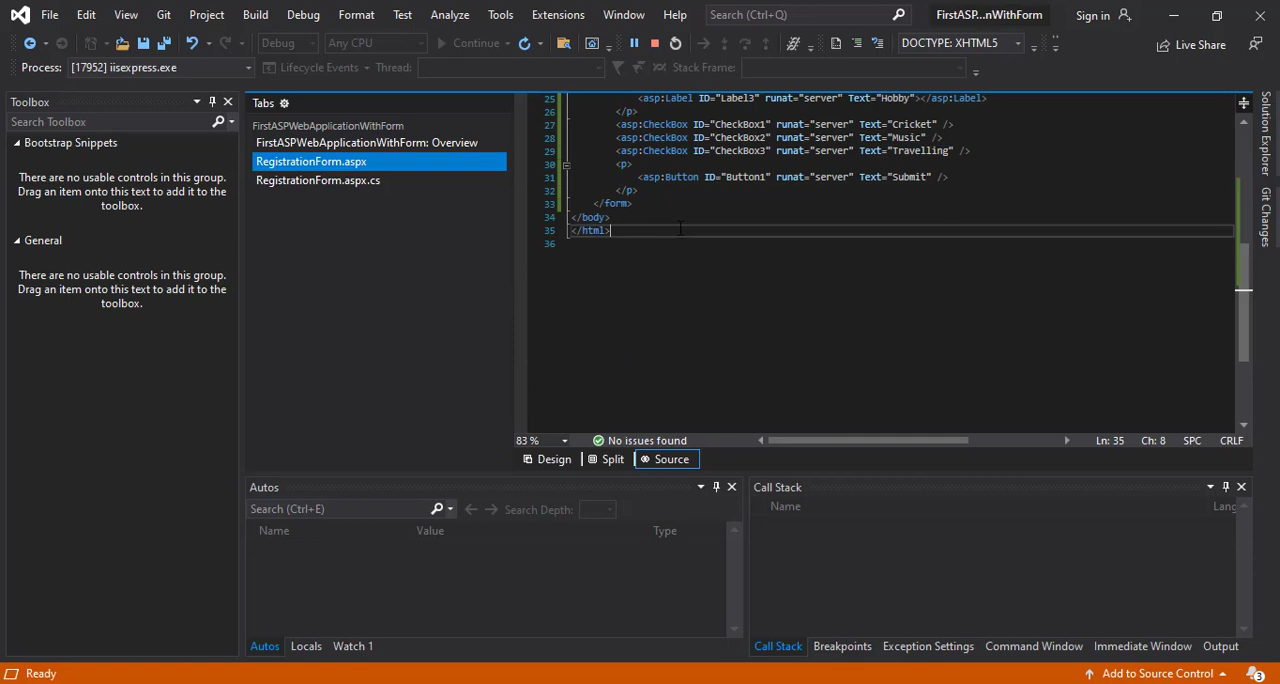 File Edit View Git Project Build Debug Format Test Analyze Tools Extensions Window Help Search (Ctrl+Q) FirstASP...nWithForm Sign in
Debug Any CPU Continue DOCTYPE: XHTML5 Live Share
Process: [17952] iisexpress.exe Lifecycle Events Thread: Stack Frame:
Toolbox
Search Toolbox
Bootstrap Snippets
There are no usable controls in this group.
Drag an item onto this text to add it to the
toolbox.
General
There are no usable controls in this group.
Drag an item onto this text to add it to the
toolbox.
Tabs
FirstASPWebApplicationWithForm
FirstASPWebApplicationWithForm: Overview
RegistrationForm.aspx
RegistrationForm.aspx.cs
25 <asp:Label ID="Label3" runat="server" Text="Hobby"></asp:Label>
26 </p>
27 <asp:CheckBox ID="CheckBox1" runat="server" Text="Cricket" />
28 <asp:CheckBox ID="CheckBox2" runat="server" Text="Music" />
29 <asp:CheckBox ID="CheckBox3" runat="server" Text="Travelling" />
30 <p>
31 <asp:Button ID="Button1" runat="server" Text="Submit" />
32 </p>
33 </form>
34 </body>
35 </html>
36
83 % No issues found Ln: 35 Ch: 8 SPC CRLF
Design Split Source
Solution Explorer
Git Changes
Autos
Search (Ctrl+E) Search Depth:
Name Value Type
Autos Locals Watch 1
Call Stack
Name Lang
Call Stack Breakpoints Exception Settings Command Window Immediate Window Output
Ready Add to Source Control 3